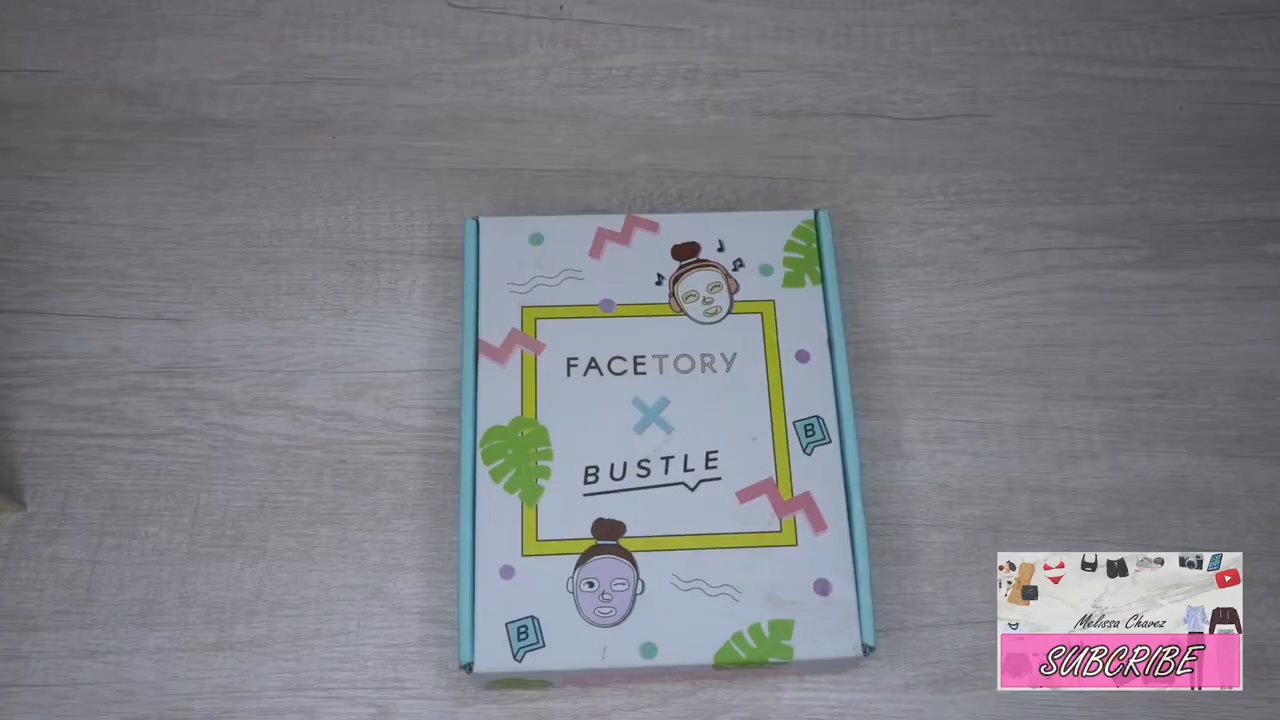 FACETORY
X
BUSTLE
B
B
Melissa Chavez
SUBCRIBE